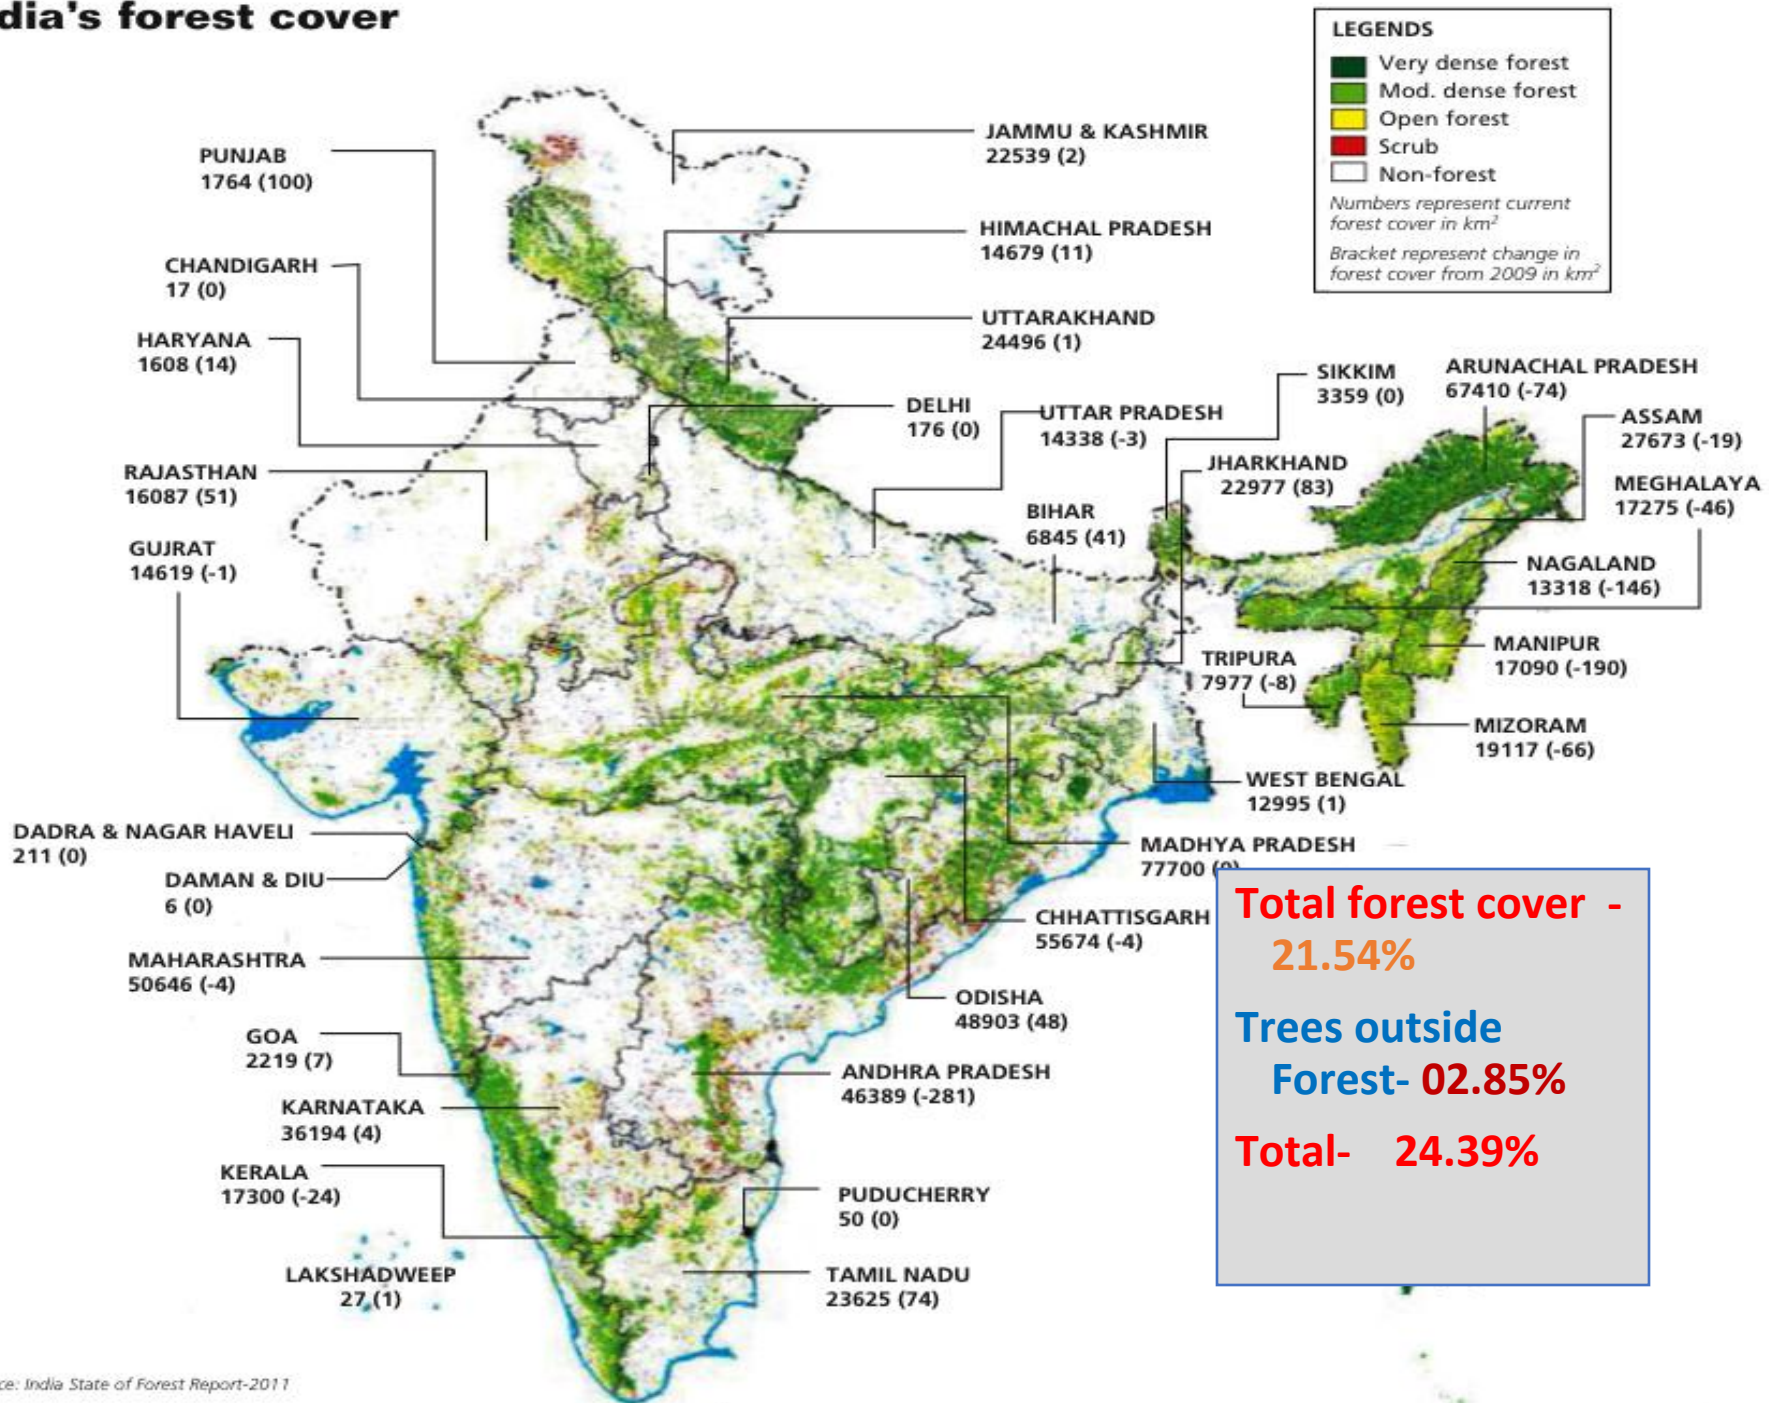 dia's forest cover
LEGENDS
Very dense forest
Mod. dense forest
Open forest
Scrub
Non-forest
Numbers represent current
forest cover in km²
Bracket represent change in
forest cover from 2009 in km²
JAMMU & KASHMIR
22539 (2)
PUNJAB
1764 (100)
HIMACHAL PRADESH
14679 (11)
CHANDIGARH
17 (0)
UTTARAKHAND
24496 (1)
HARYANA
1608 (14)
SIKKIM
3359 (0)
ARUNACHAL PRADESH
67410 (-74)
DELHI
176 (0)
UTTAR PRADESH
14338 (-3)
ASSAM
27673 (-19)
RAJASTHAN
16087 (51)
JHARKHAND
22977 (83)
MEGHALAYA
17275 (-46)
BIHAR
6845 (41)
GUJRAT
14619 (-1)
NAGALAND
13318 (-146)
MANIPUR
17090 (-190)
TRIPURA
7977 (-8)
MIZORAM
19117 (-66)
WEST BENGAL
12995 (1)
DADRA & NAGAR HAVELI
211 (0)
MADHYA PRADESH
77700
DAMAN & DIU
6 (0)
CHHATTISGARH
55674 (-4)
MAHARASHTRA
50646 (-4)
ODISHA
48903 (48)
GOA
2219 (7)
ANDHRA PRADESH
46389 (-281)
KARNATAKA
36194 (4)
KERALA
17300 (-24)
PUDUCHERRY
50 (0)
LAKSHADWEEP
27 (1)
TAMIL NADU
23625 (74)
Total forest cover -
21.54%
Trees outside
Forest- 02.85%
Total- 24.39%
ce: India State of Forest Report-2011